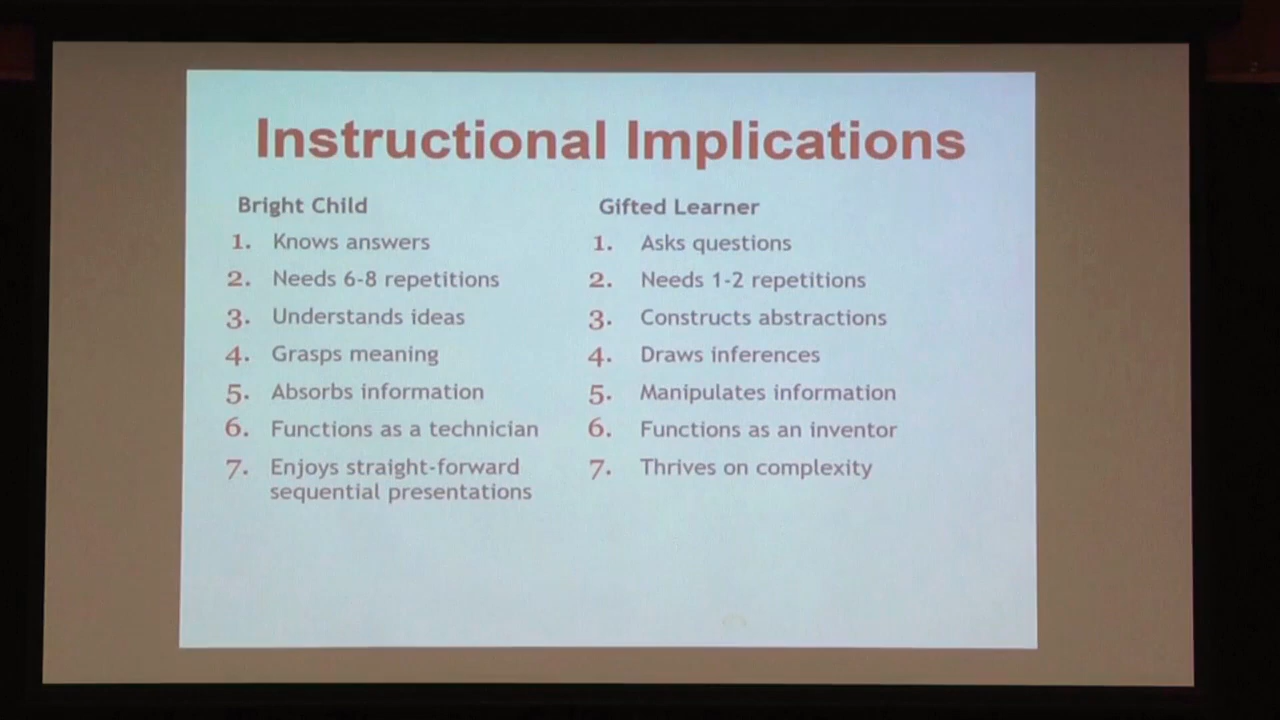 Instructional Implications
Bright Child
1. Knows answers
2. Needs 6-8 repetitions
3. Understands ideas
4. Grasps meaning
5. Absorbs information
6. Functions as a technician
7. Enjoys straight-forward
sequential presentations
Gifted Learner
1. Asks questions
2. Needs 1-2 repetitions
3. Constructs abstractions
4. Draws inferences
5. Manipulates information
6. Functions as an inventor
7. Thrives on complexity